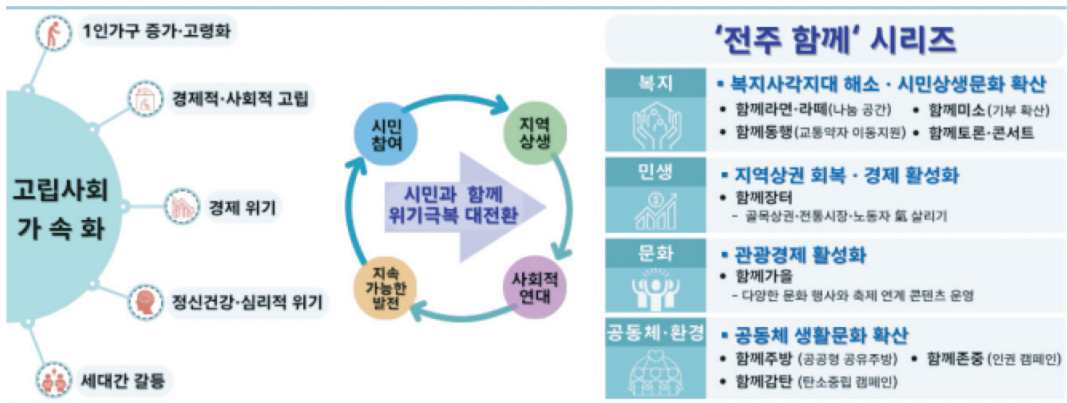 1인가구 증가·고령화
경제적·사회적 고립
고립사회
가 속 화
경제 위기
정신건강·심리적 위기
세대간 갈등
시민
참여
지역
상생
시민과 함께
위기극복 대전환
지속
가능한
발전
사회적
연대
'전주 함께' 시리즈
복지
▪ 복지사각지대 해소 · 시민상생문화 확산
• 함께라면·라떼(나눔 공간) • 함께미소(기부 확산)
• 함께동행(교통약자 이동지원) • 함께토론·콘서트
민생
▪ 지역상권 회복 · 경제 활성화
• 함께장터
– 골목상권·전통시장·노동자 氣 살리기
문화
▪ 관광경제 활성화
• 함께가을
– 다양한 문화 행사와 축제 연계 콘텐츠 운영
공동체·환경
▪ 공동체 생활문화 확산
• 함께주방 (공공형 공유주방) • 함께존중 (인권 캠페인)
• 함께감탄 (탄소중립 캠페인)